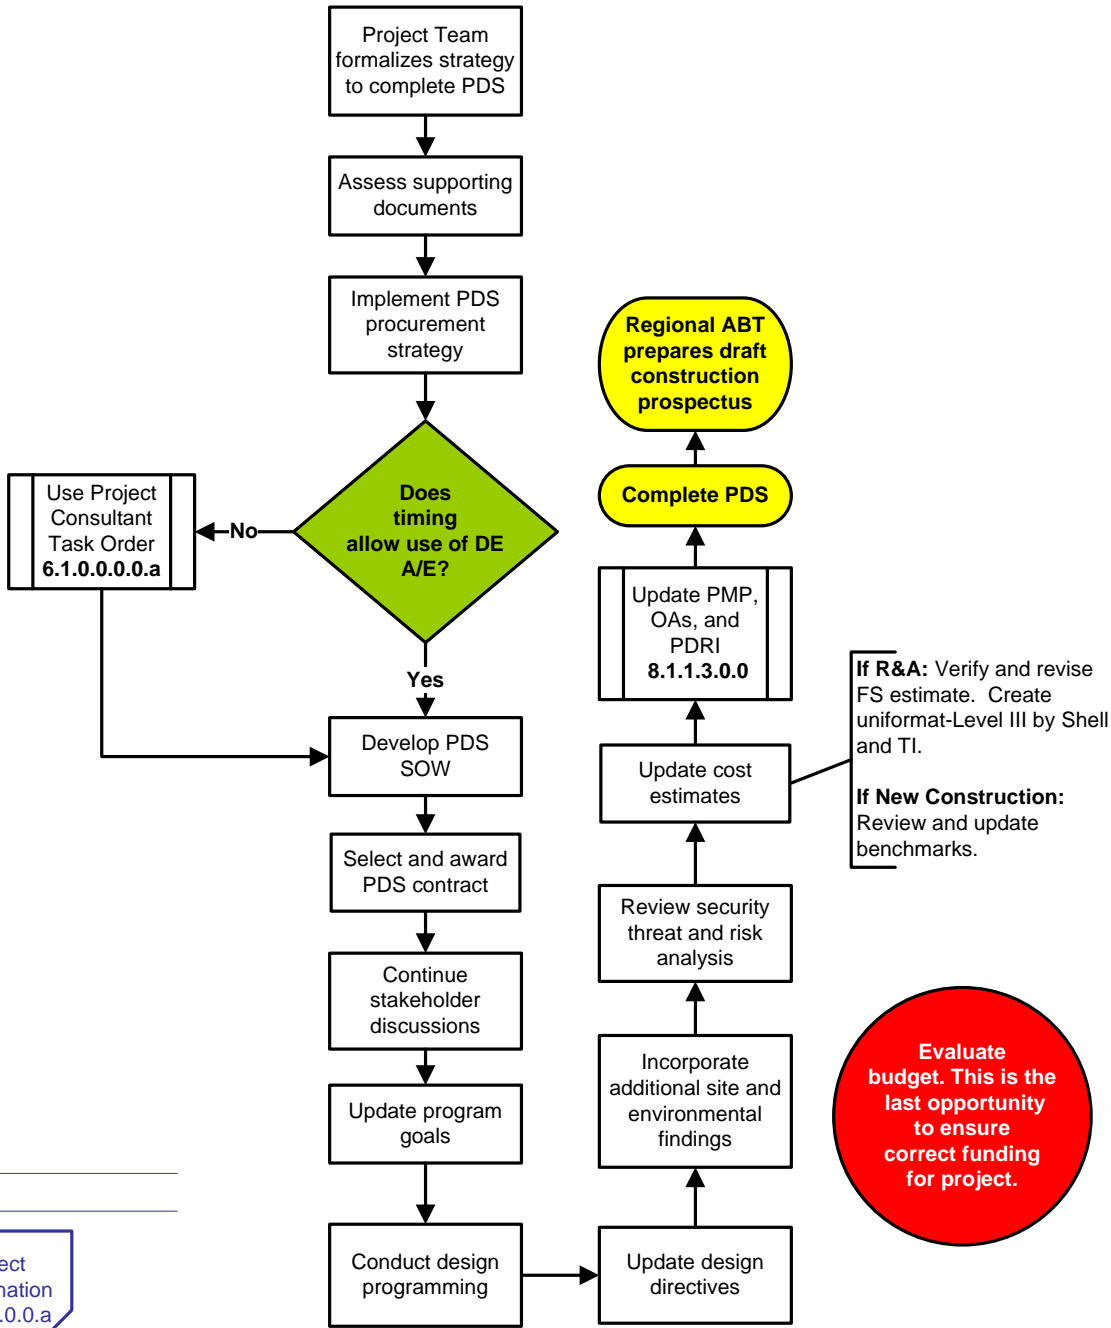 Project Team
formalizes strategy
to complete PDS
Assess supporting
documents
Implement PDS
procurement
strategy
Does
timing
allow use of DE
A/E?
No
Use Project
Consultant
Task Order
6.1.0.0.0.0.a
Yes
Develop PDS
SOW
Select and award
PDS contract
Continue
stakeholder
discussions
Update program
goals
Conduct design
programming
Update design
directives
Incorporate
additional site and
environmental
findings
Review security
threat and risk
analysis
Update cost
estimates
If R&A: Verify and revise
FS estimate. Create
uniformat-Level III by Shell
and TI.
If New Construction:
Review and update
benchmarks.
Update PMP,
OAs, and
PDRI
8.1.1.3.0.0
Complete PDS
Regional ABT
prepares draft
construction
prospectus
Evaluate
budget. This is the
last opportunity
to ensure
correct funding
for project.
ect
nation
.0.0.a